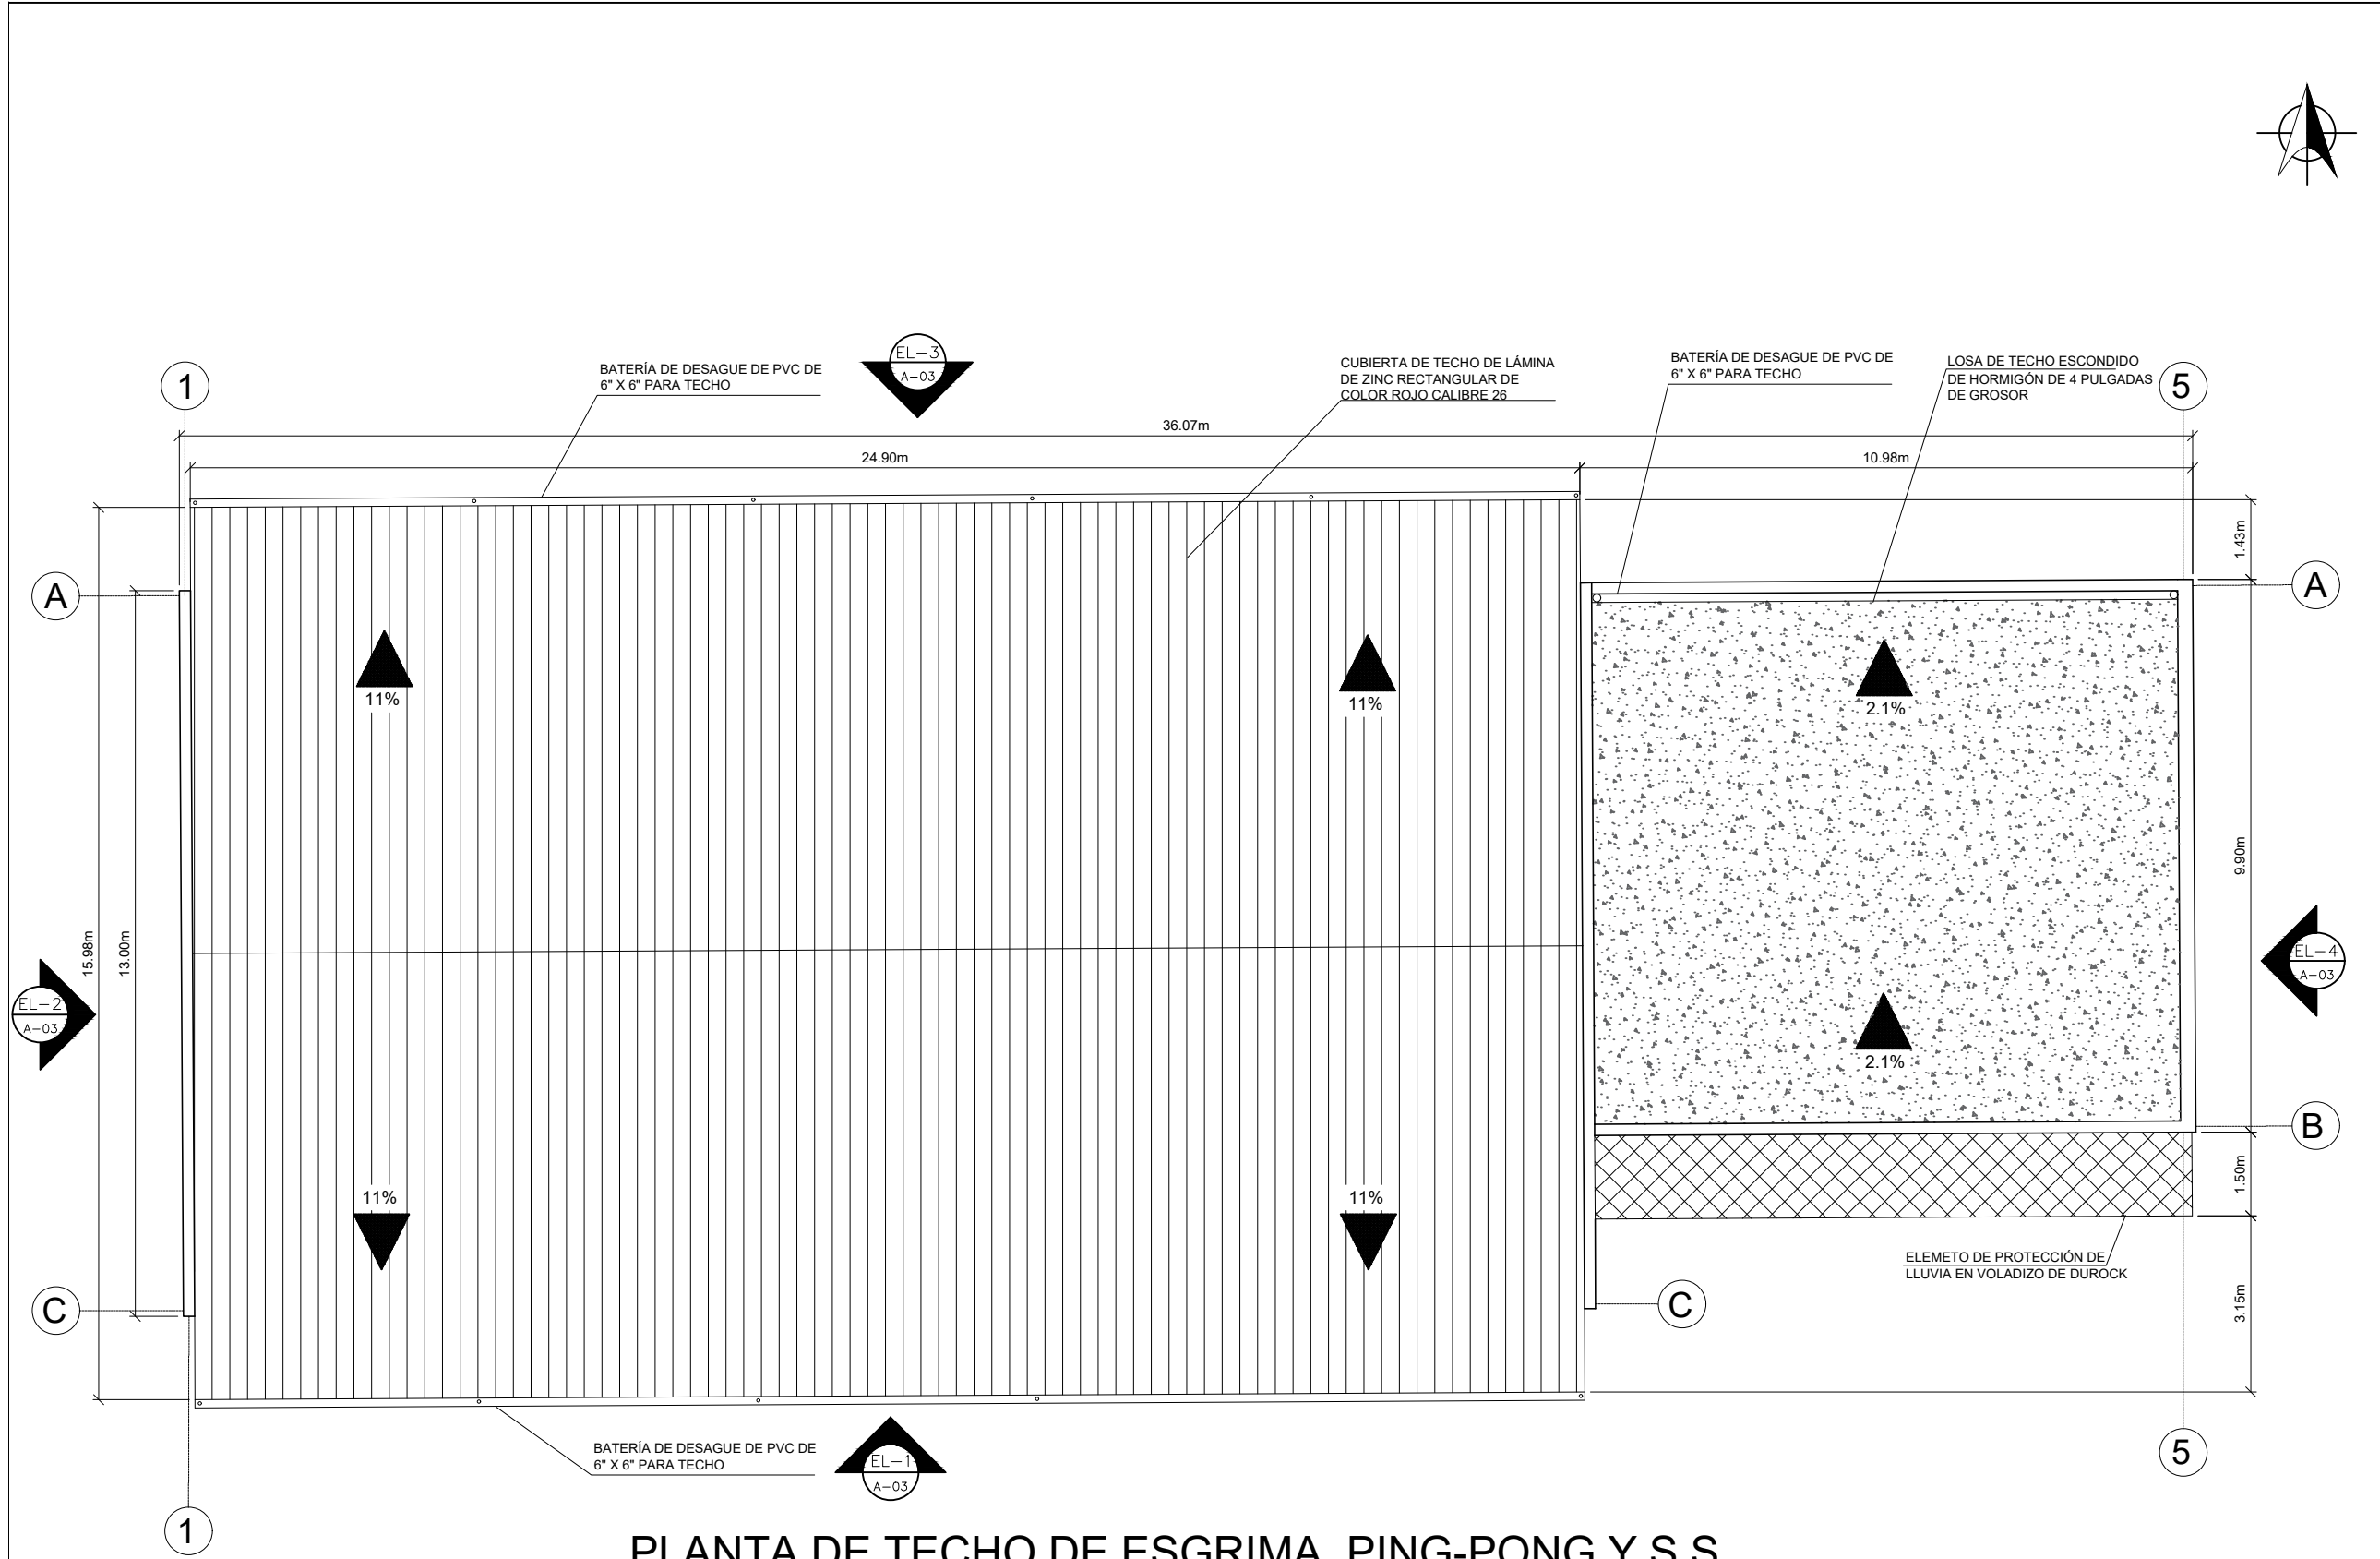 EL-3
A-03
BATERÍA DE DESAGUE DE PVC DE
6" X 6" PARA TECHO
CUBIERTA DE TECHO DE LÁMINA
DE ZINC RECTANGULAR DE
COLOR ROJO CALIBRE 26
BATERÍA DE DESAGUE DE PVC DE
6" X 6" PARA TECHO
LOSA DE TECHO ESCONDIDO
DE HORMIGÓN DE 4 PULGADAS
DE GROSOR
1
5
36.07m
24.90m
10.98m
1.43m
A
A
11%
11%
2.1%
9.90m
15.98m
13.00m
EL-2
A-03
EL-4
A-03
2.1%
B
11%
11%
1.50m
ELEMETO DE PROTECCIÓN DE
LLUVIA EN VOLADIZO DE DUROCK
C
C
3.15m
BATERÍA DE DESAGUE DE PVC DE
6" X 6" PARA TECHO
EL-1
A-03
5
1
PLANTA DE TECHO DE ESGRIMA, PING-PONG Y S.S.